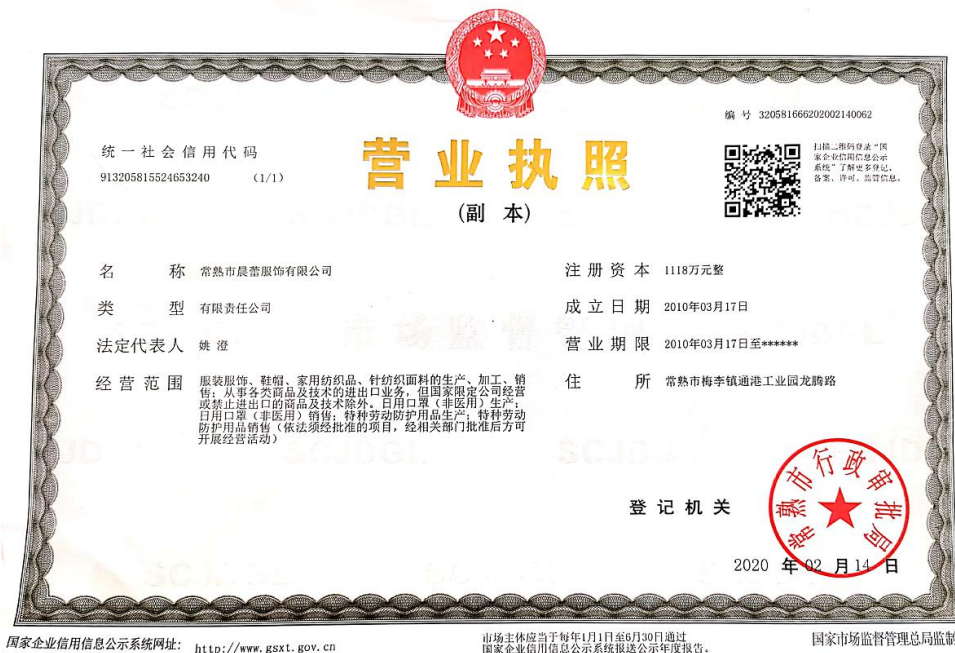 编 号 320581666202002140062
统一社会信用代码
913205815524653240 (1/1)
营业执照
(副 本)
扫描二维码登录“国
家企业信用信息公示
系统”了解更多登记、
备案、许可、监管信息。
名 称 常熟市晨蕾服饰有限公司
类 型 有限责任公司
法定代表人 姚澄
经营范围 服装服饰、鞋帽、家用纺织品、针纺织面料的生产、加工、销
售；从事各类商品及技术的进出口业务，但国家限定公司经营
或禁止进出口的商品及技术除外。日用口罩（非医用）生产；
日用口罩（非医用）销售；特种劳动防护用品生产；特种劳动
防护用品销售（依法须经批准的项目，经相关部门批准后方可
开展经营活动）
注册资本 1118万元整
成立日期 2010年03月17日
营业期限 2010年03月17日至******
住 所 常熟市梅李镇通港工业园龙腾路
市场监督管理
SCJDGL
登记机关
常熟市行政审批局
2020 年 02 月 14 日
国家企业信用信息公示系统网址： http://www.gsxt.gov.cn
市场主体应当于每年1月1日至6月30日通过
国家企业信用信息公示系统报送公示年度报告。
国家市场监督管理总局监制